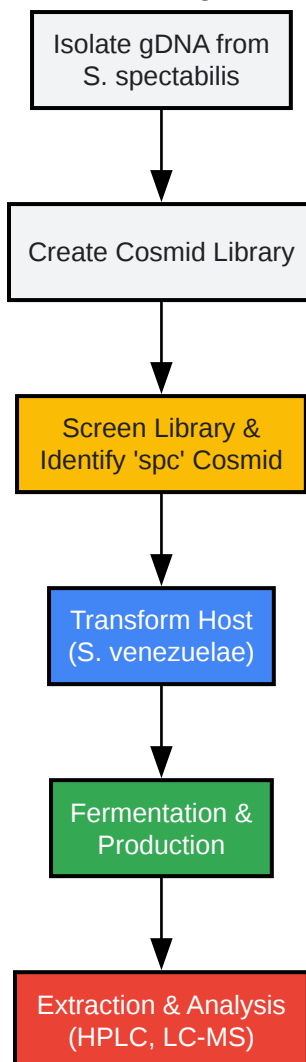 Isolate gDNA from
S. spectabilis
Create Cosmid Library
Screen Library &
Identify 'spc' Cosmid
Transform Host
(S. venezuelae)
Fermentation &
Production
Extraction & Analysis
(HPLC, LC-MS)